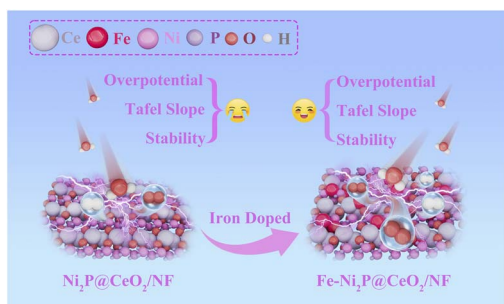 Ce Fe Ni P O H
Overpotential
Tafel Slope
Stability
Overpotential
Tafel Slope
Stability
Iron Doped
Ni₂P@CeO₂/NF
Fe-Ni₂P@CeO₂/NF